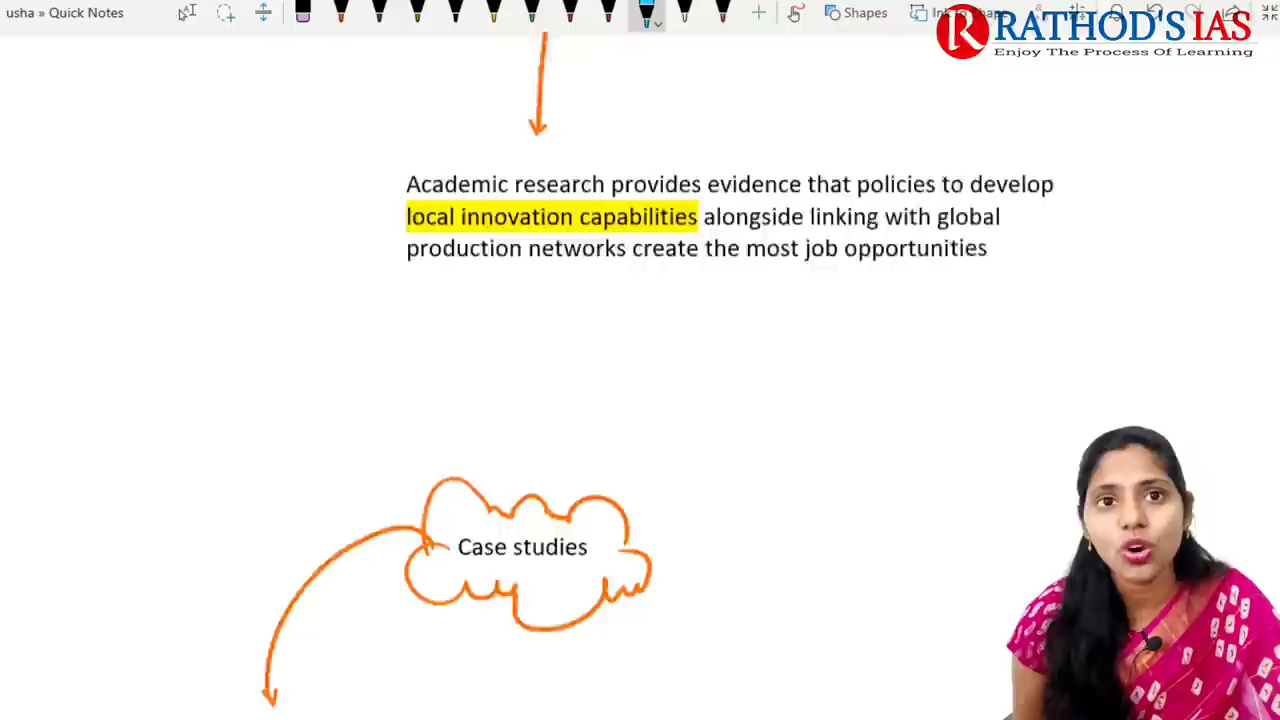 usha » Quick Notes
Shapes
RATHOD'S IAS
Enjoy The Process Of Learning
Academic research provides evidence that policies to develop
local innovation capabilities alongside linking with global
production networks create the most job opportunities
Case studies